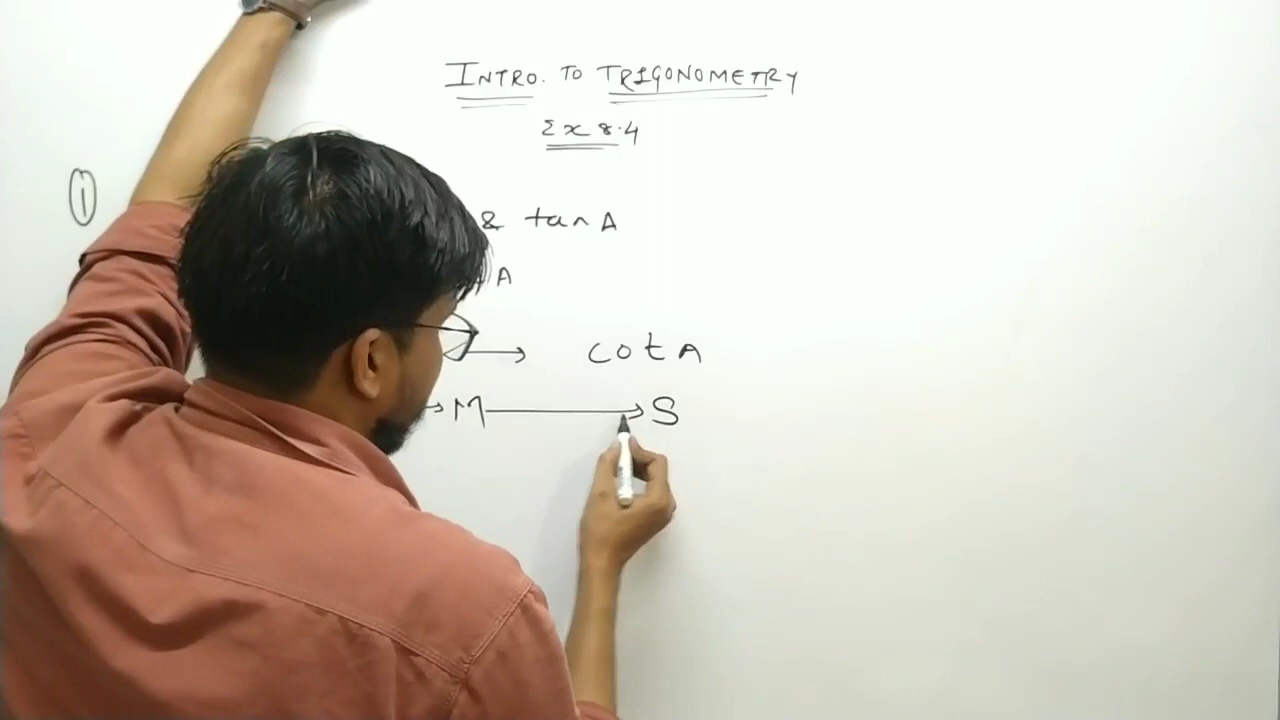 INTRO. TO TRIGONOMETRY
Ex 8.4
①
& tan A
A
→ cot A
→ M → S